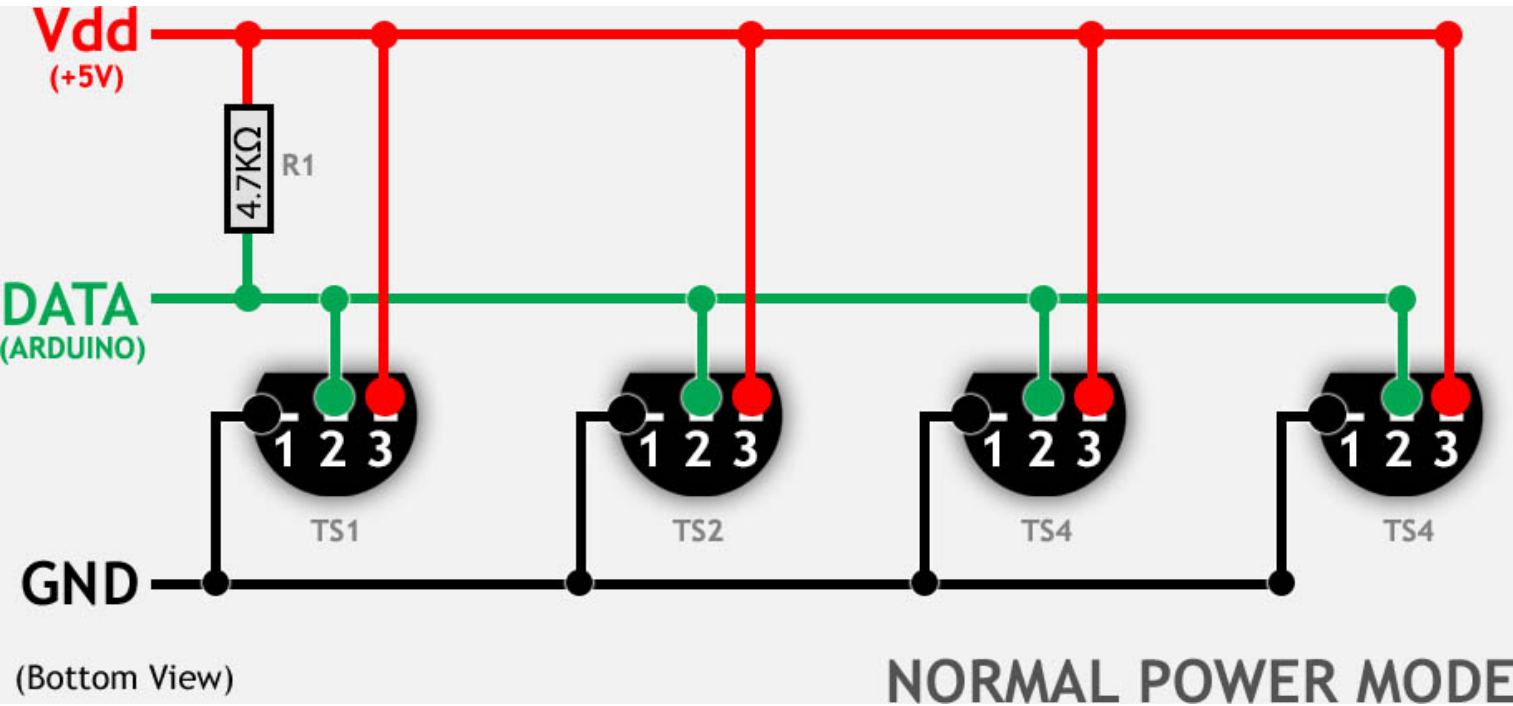 Vdd
(+5V)
4.7KΩ
R1
DATA
(ARDUINO)
1 2 3
1 2 3
1 2 3
1 2 3
TS1
TS2
TS4
TS4
GND
(Bottom View)
NORMAL POWER MODE